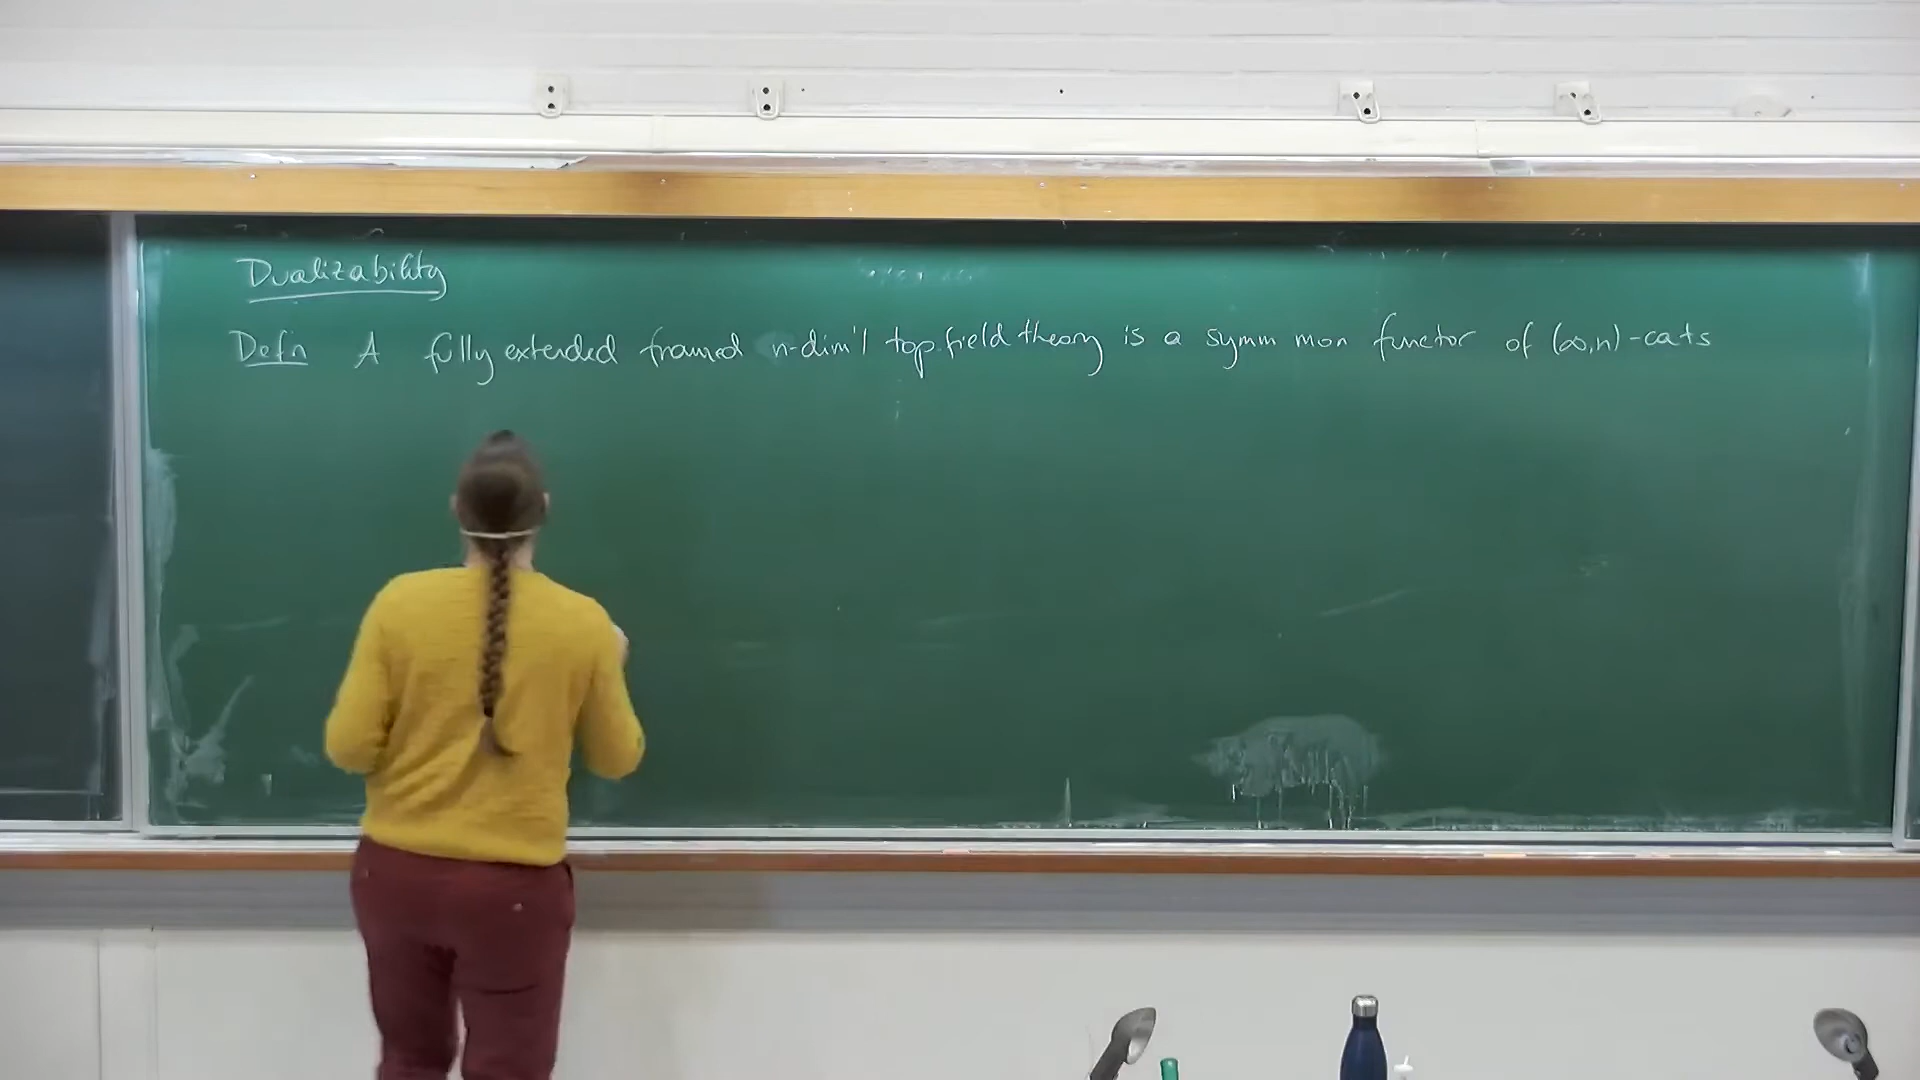 Dualizability
Defn A fully extended framed n-dim'l top. field theory is a symm mon functor of (∞,n)-cats